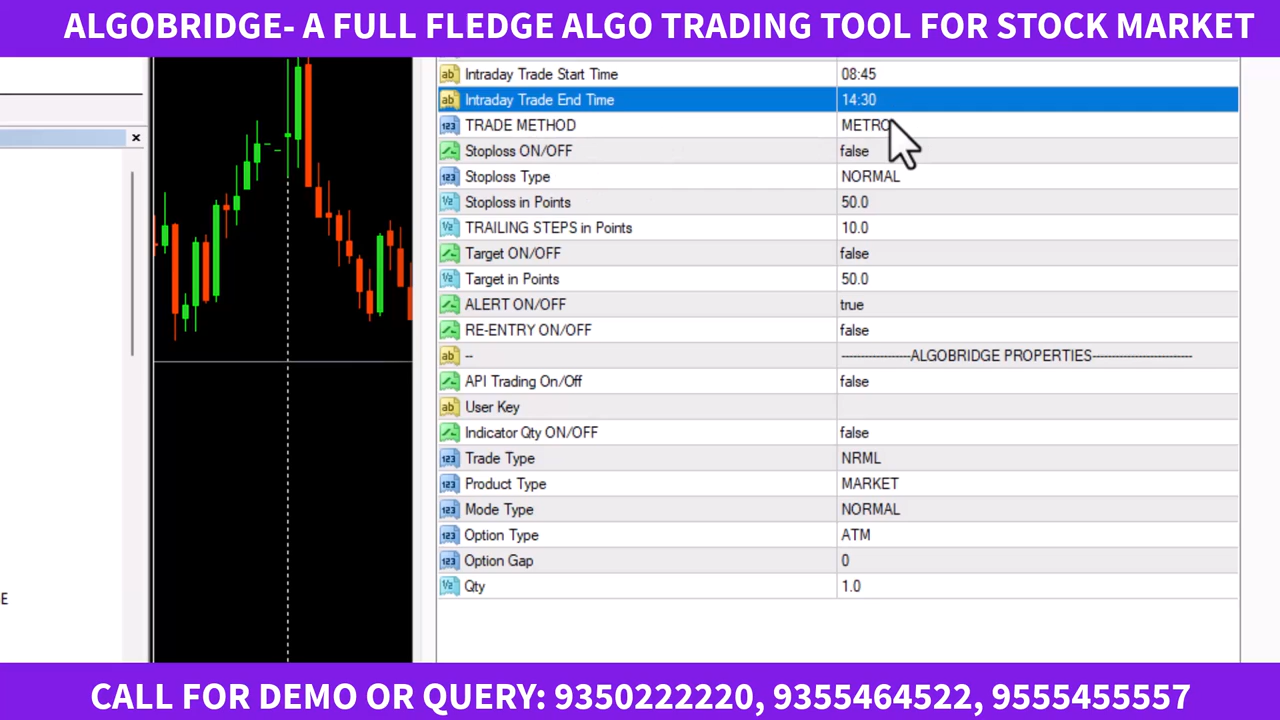 ALGOBRIDGE- A FULL FLEDGE ALGO TRADING TOOL FOR STOCK MARKET
Intraday Trade Start Time 08:45
Intraday Trade End Time 14:30
TRADE METHOD METRO
Stoploss ON/OFF false
Stoploss Type NORMAL
Stoploss in Points 50.0
TRAILING STEPS in Points 10.0
Target ON/OFF false
Target in Points 50.0
ALERT ON/OFF true
RE-ENTRY ON/OFF false
-- ------------------ALGOBRIDGE PROPERTIES--------------------------
API Trading On/Off false
User Key
Indicator Qty ON/OFF false
Trade Type NRML
Product Type MARKET
Mode Type NORMAL
Option Type ATM
Option Gap 0
Qty 1.0
E
CALL FOR DEMO OR QUERY: 9350222220, 9355464522, 9555455557